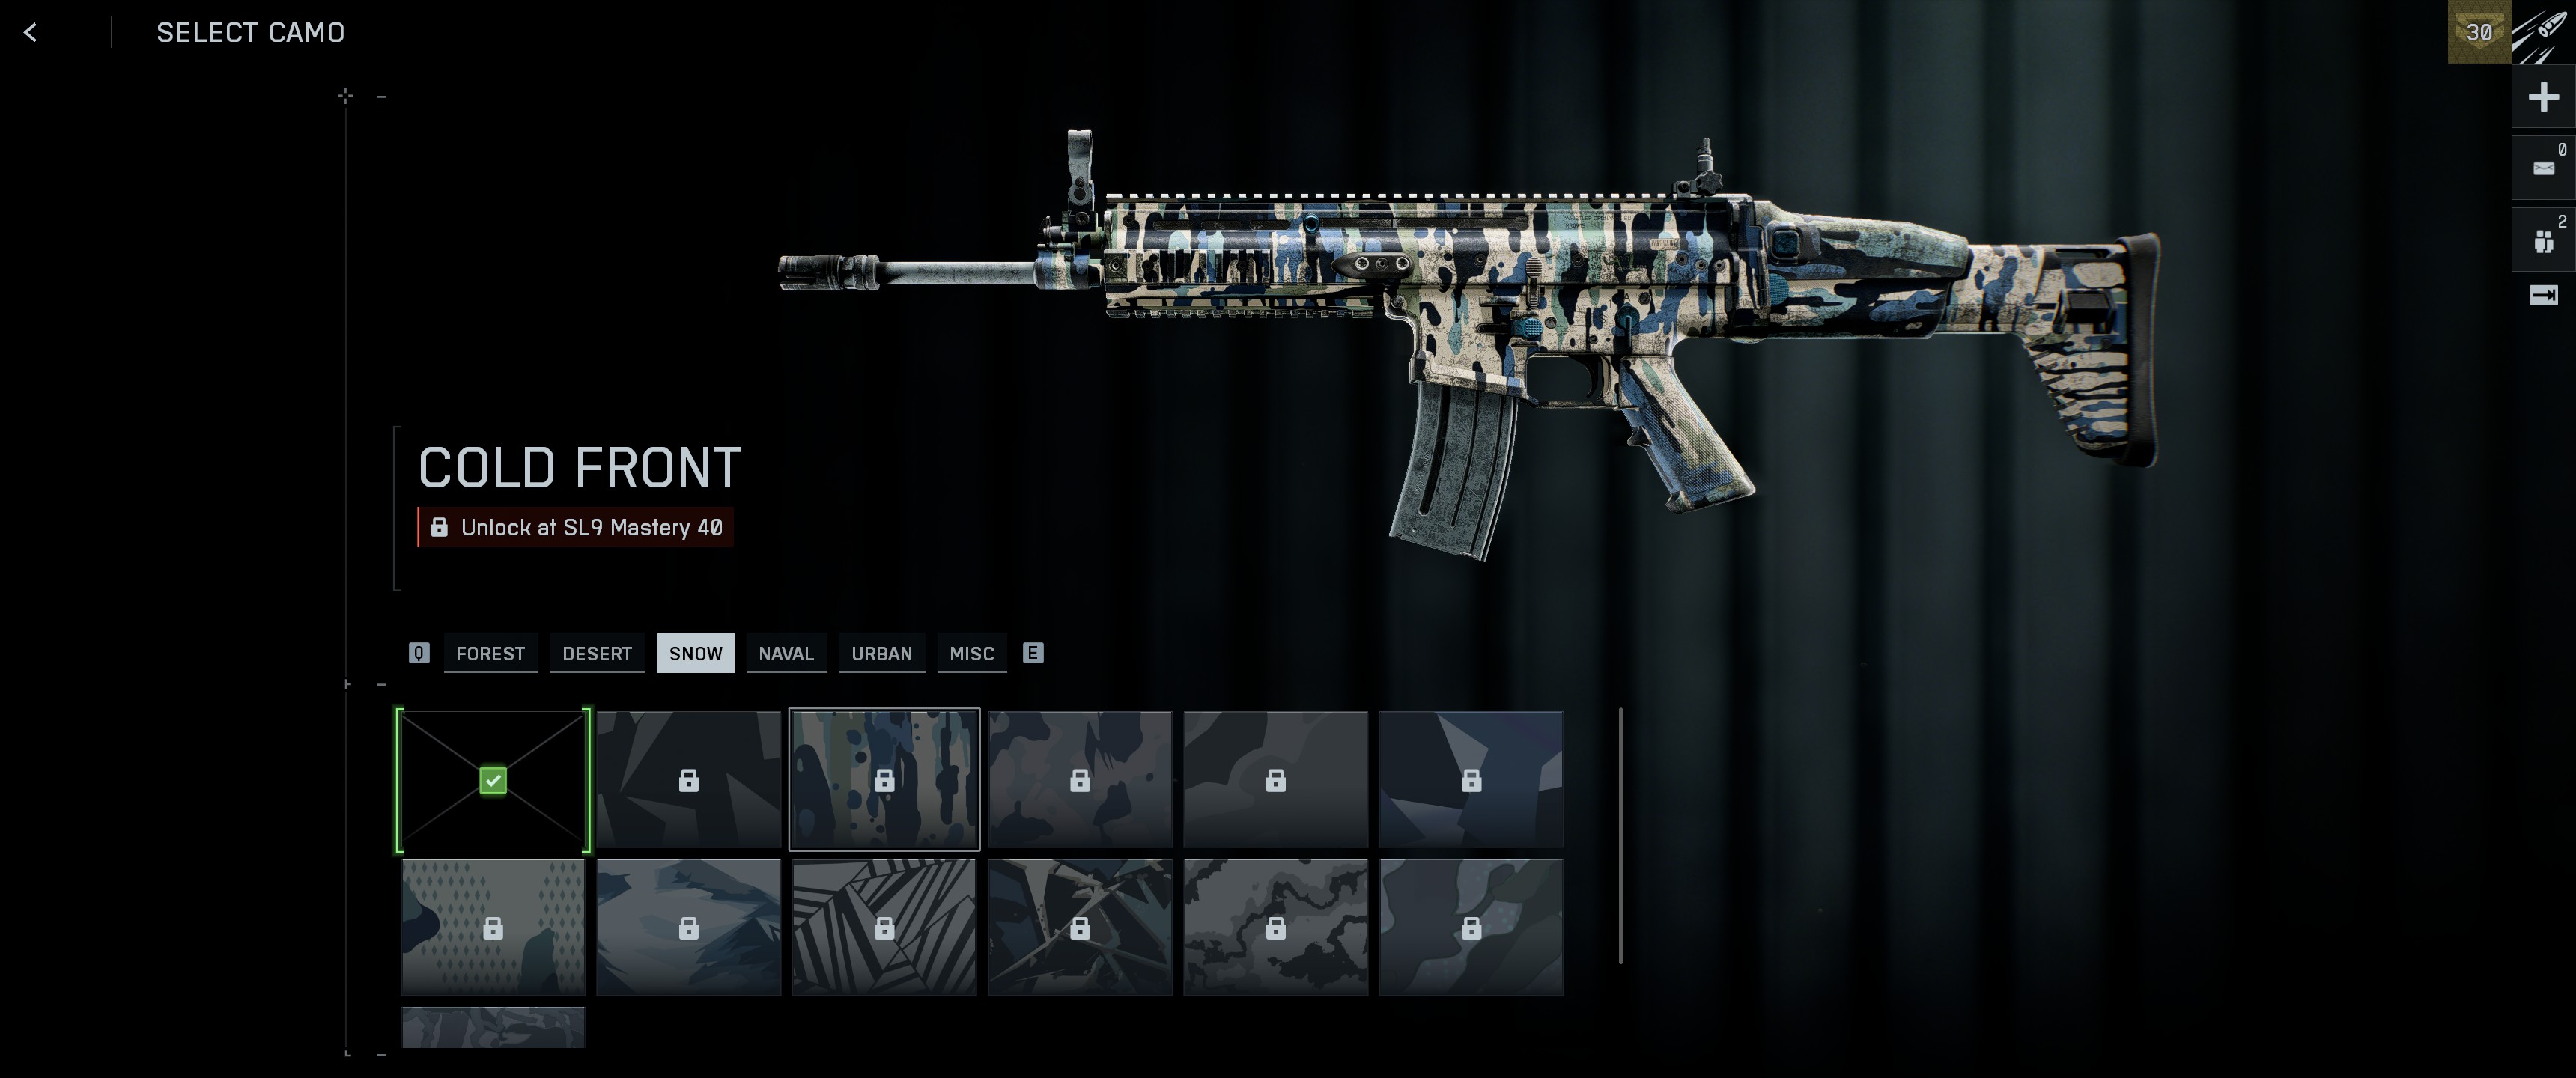 SELECT CAMO
30
0
2
COLD FRONT
Unlock at SL9 Mastery 40
Q FOREST DESERT SNOW NAVAL URBAN MISC E